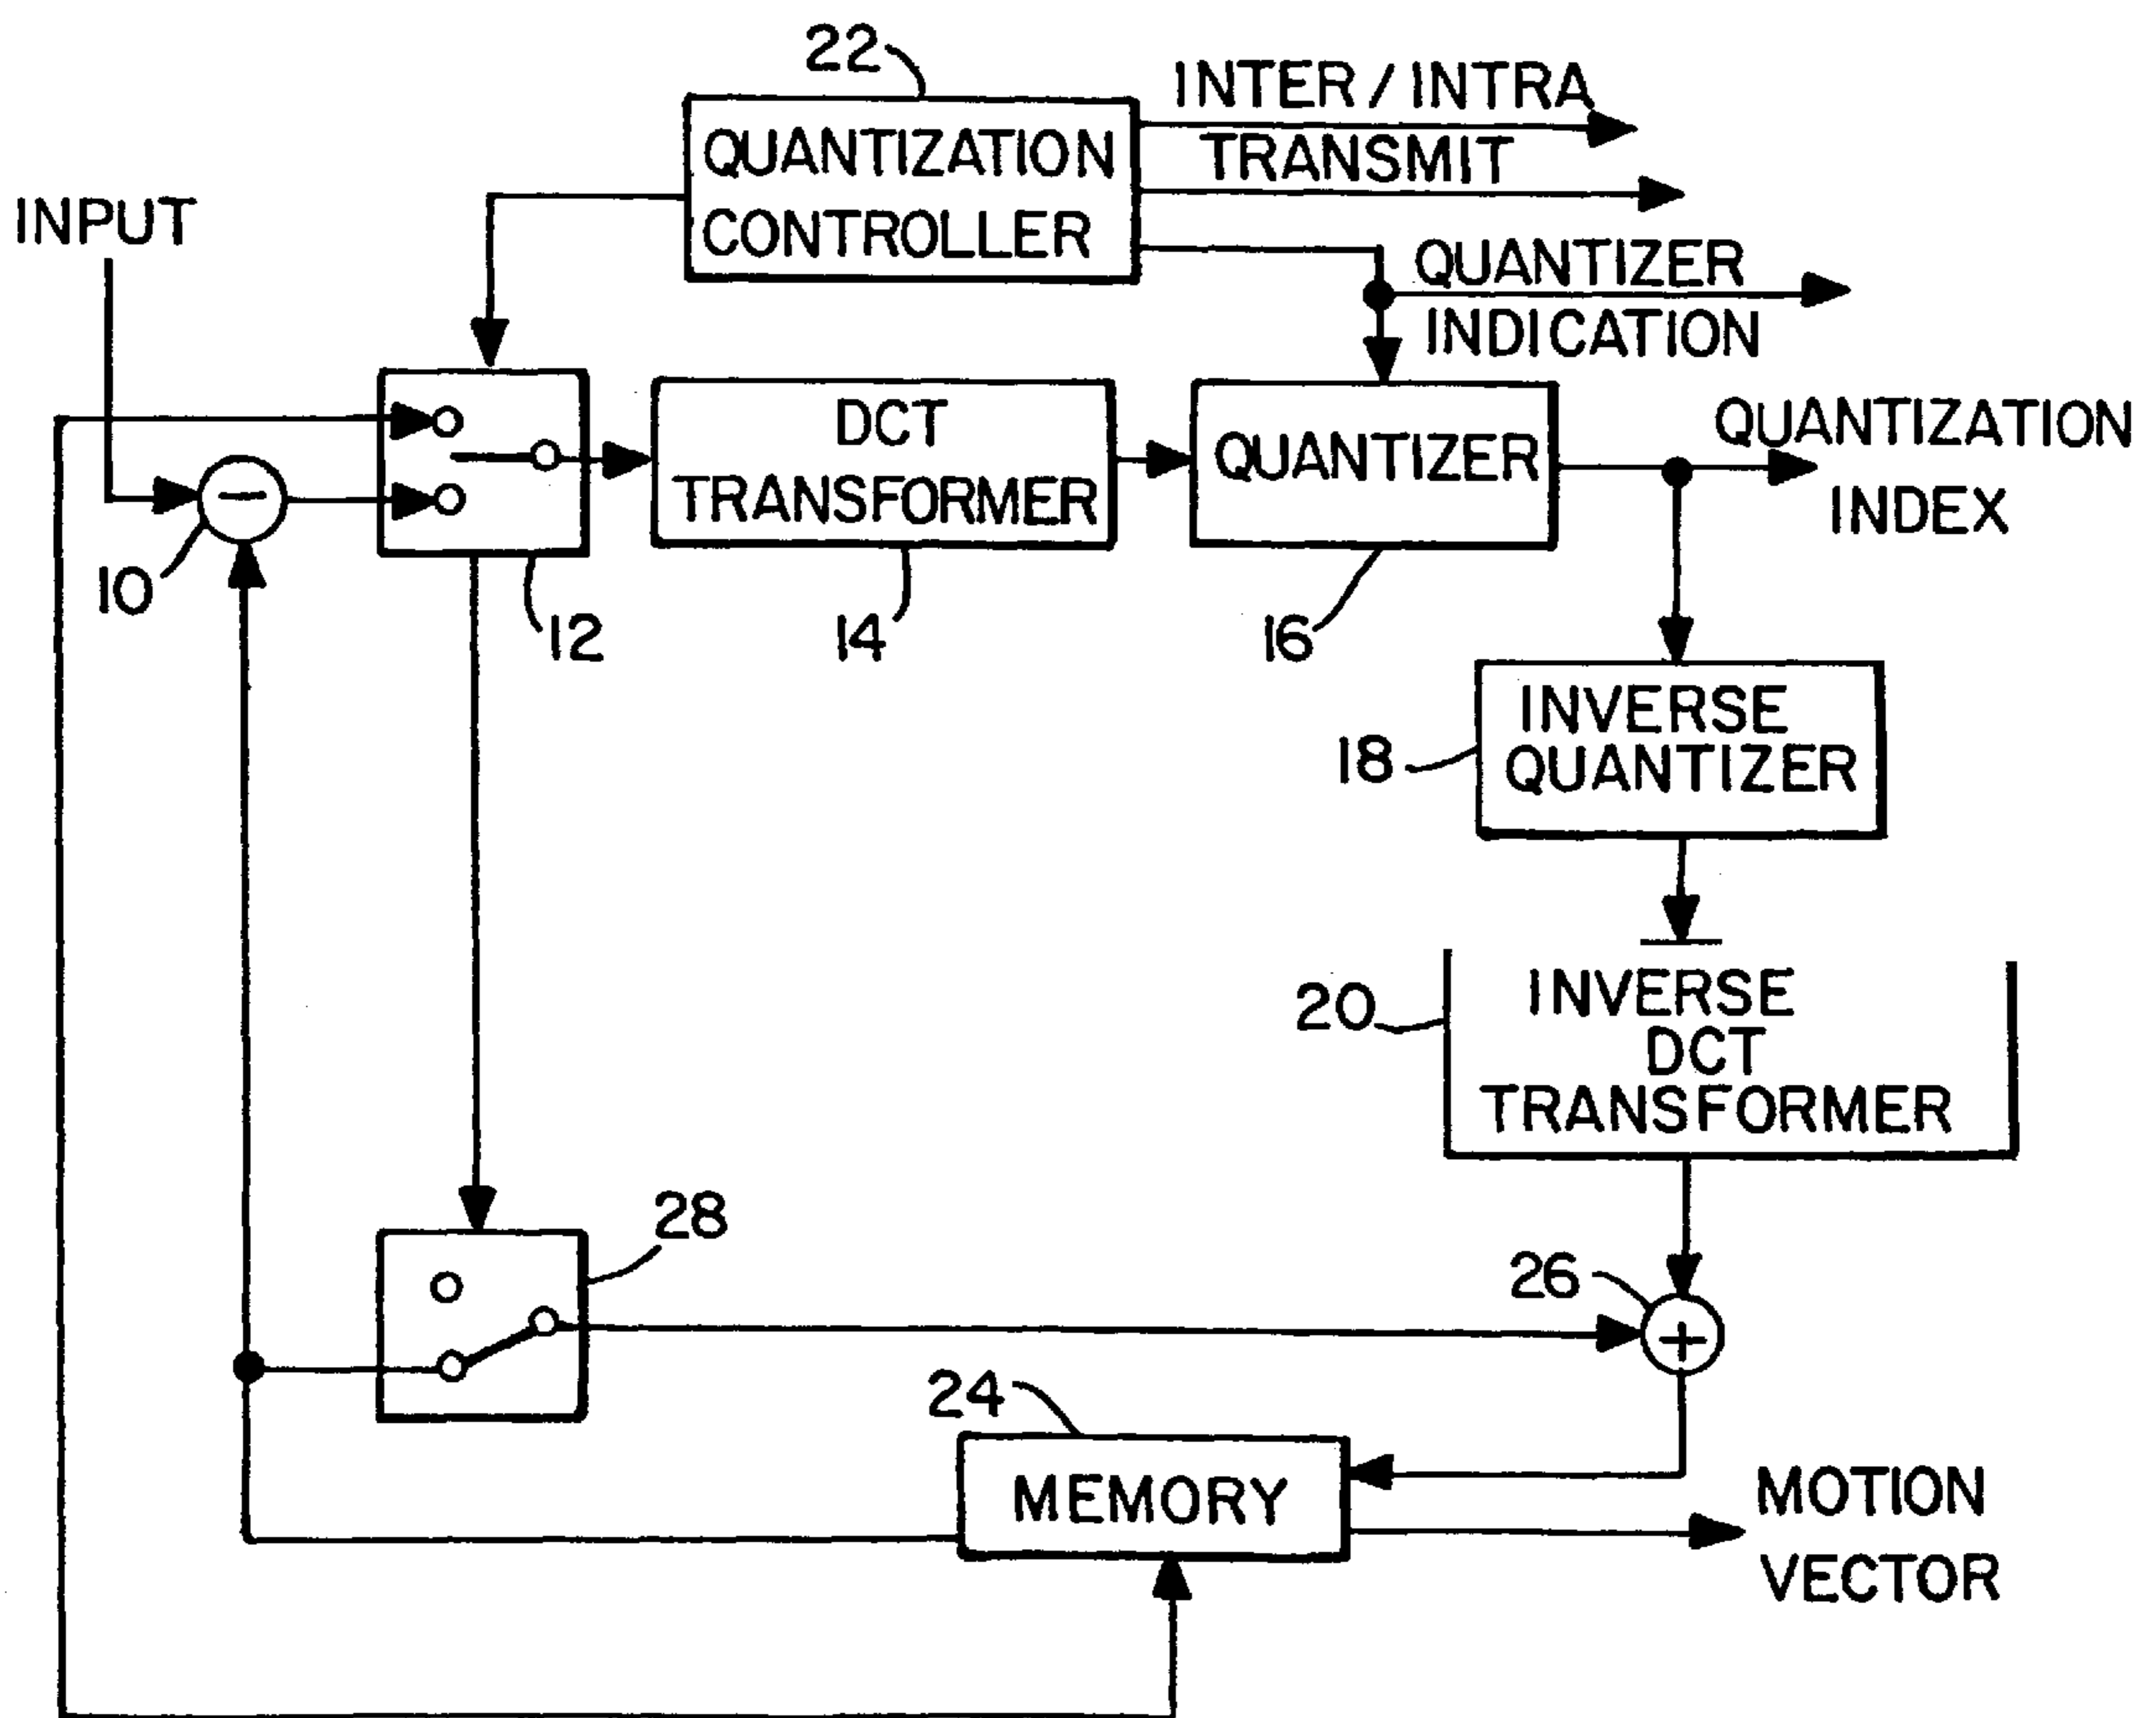 22
INTER / INTRA
QUANTIZATION
CONTROLLER
TRANSMIT
INPUT
QUANTIZER
INDICATION
DCT
TRANSFORMER
QUANTIZER
QUANTIZATION
INDEX
10
12
14
16
INVERSE
QUANTIZER
18
20
INVERSE
DCT
TRANSFORMER
28
26
24
MEMORY
MOTION
VECTOR